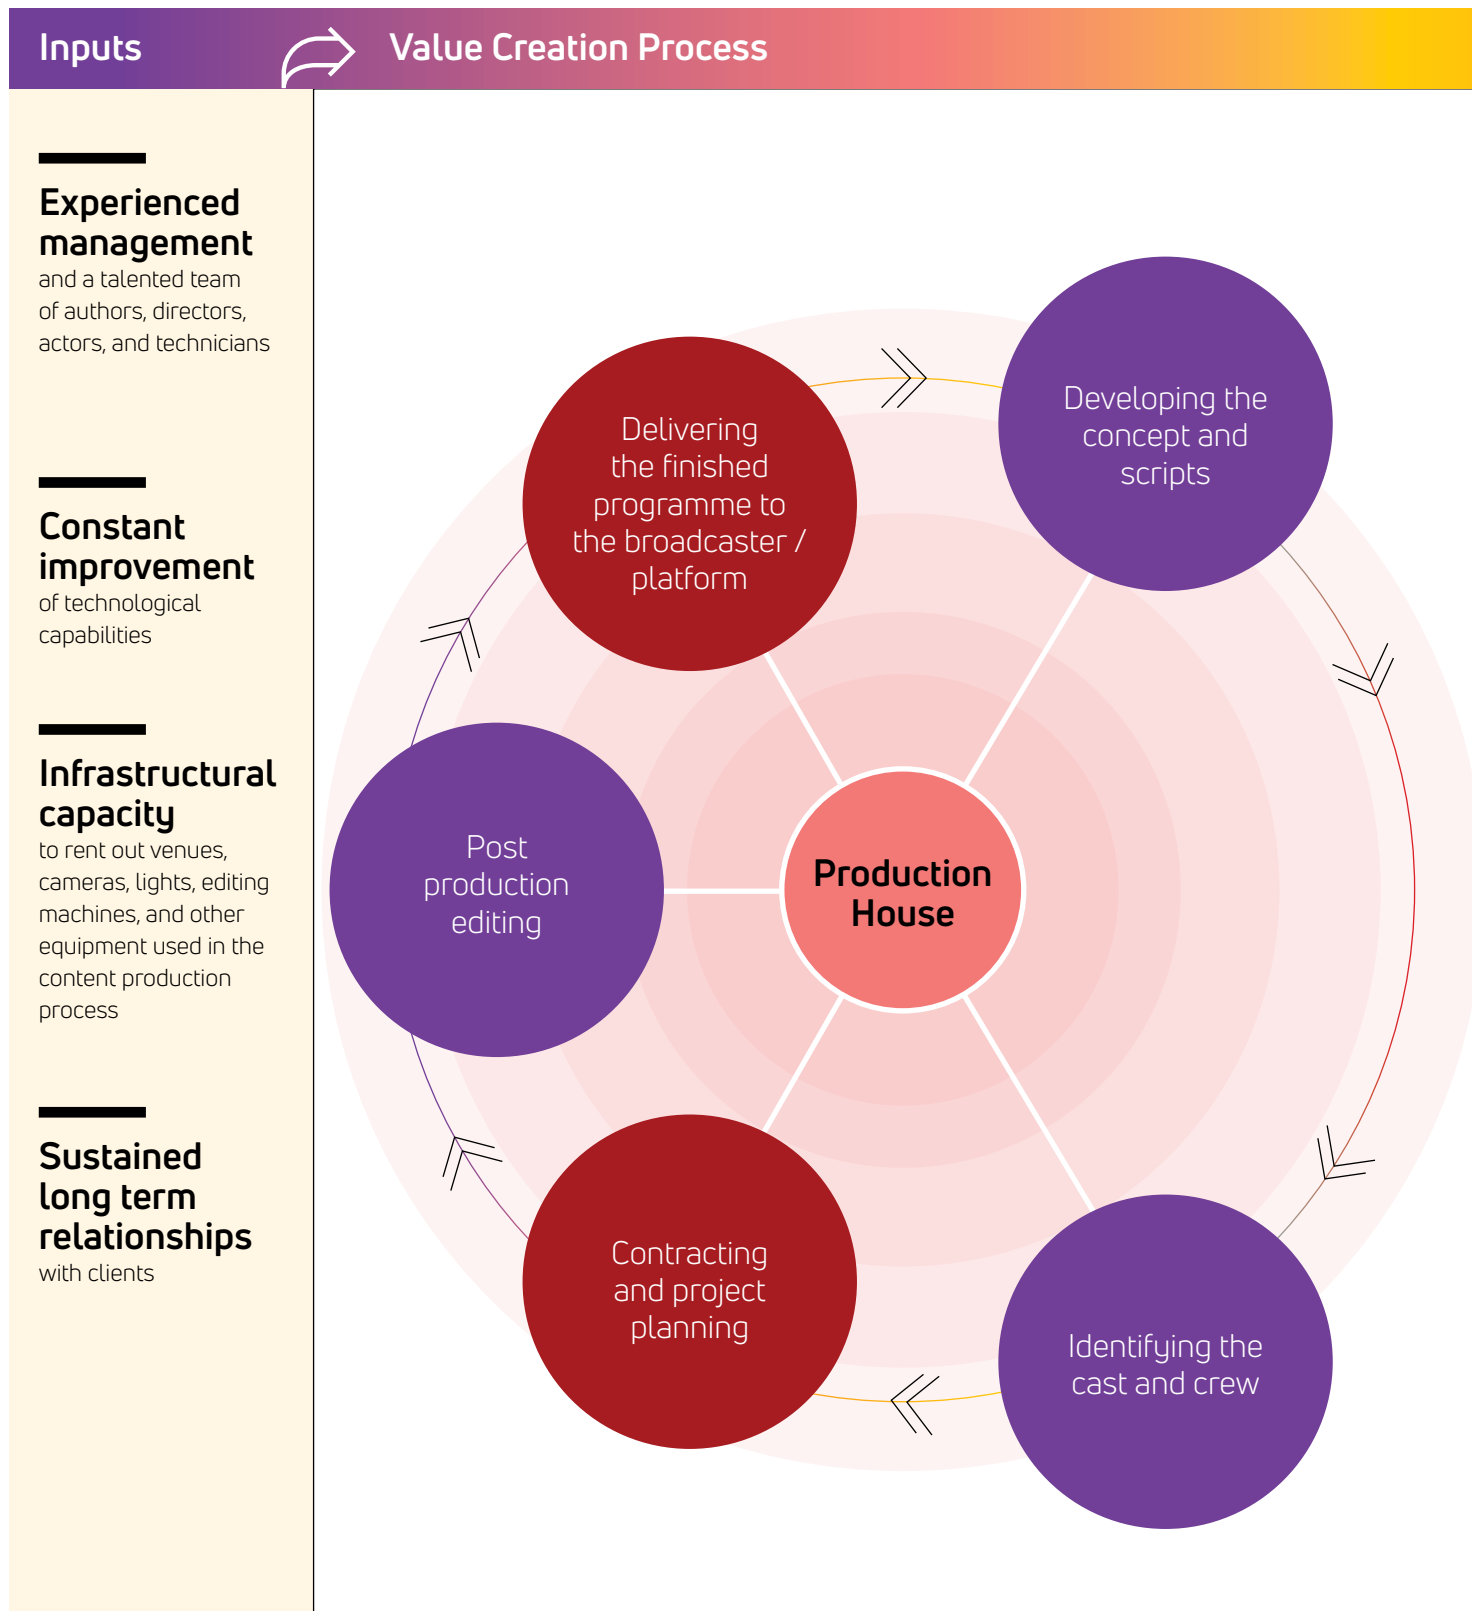 Inputs
Value Creation Process
Experienced
management
and a talented team
of authors, directors,
actors, and technicians
Constant
improvement
of technological
capabilities
Infrastructural
capacity
to rent out venues,
cameras, lights, editing
machines, and other
equipment used in the
content production
process
Sustained
long term
relationships
with clients
Delivering
the finished
programme to
the broadcaster /
platform
Developing the
concept and
scripts
Post
production
editing
Production
House
Contracting
and project
planning
Identifying the
cast and crew